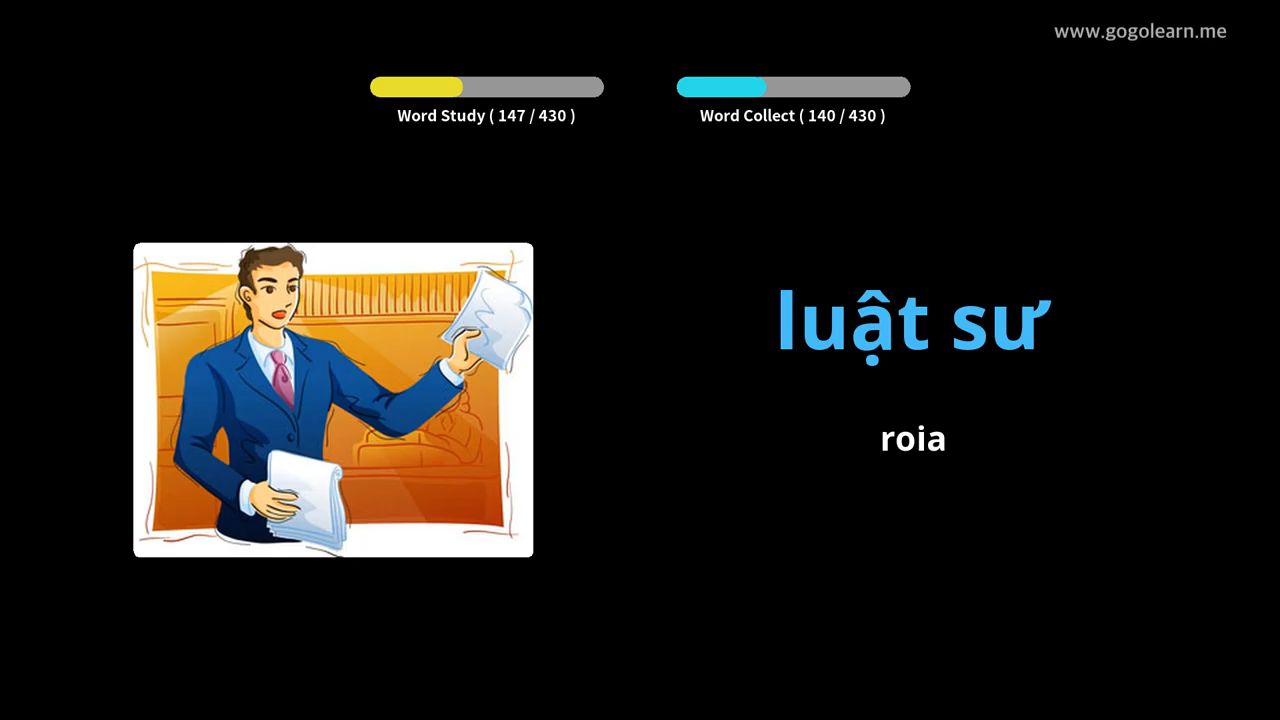 www.gogolearn.me
Word Study ( 147 / 430 )
Word Collect ( 140 / 430 )
luật sư
roia